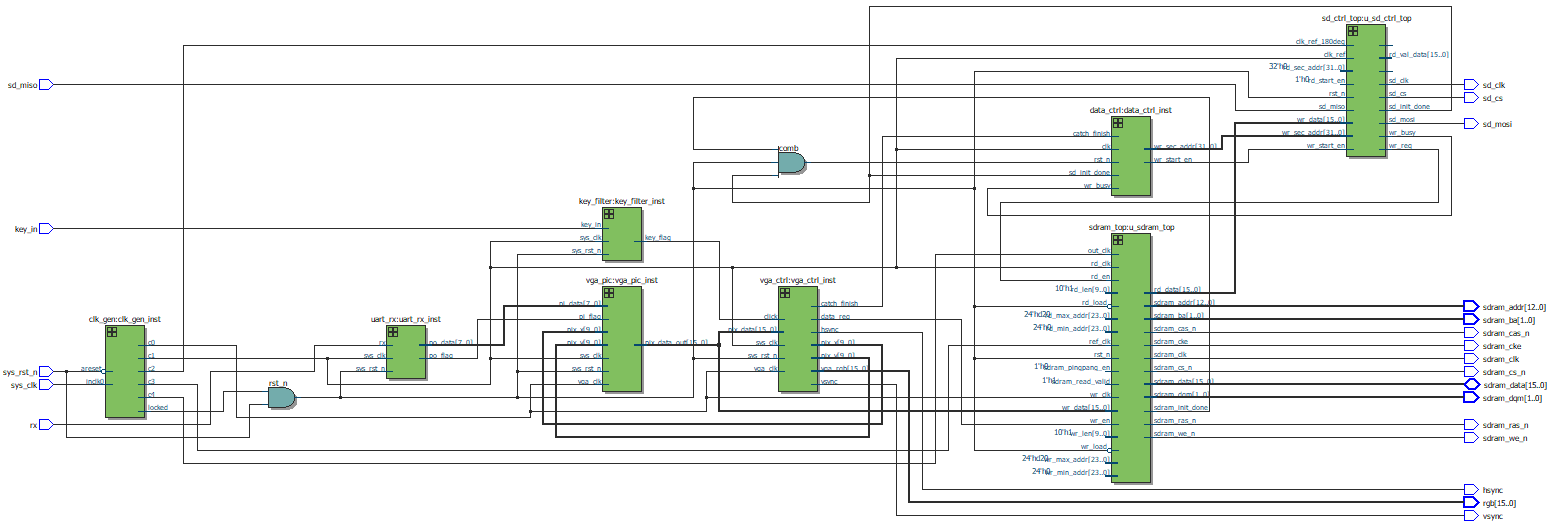 sd_ctrl_top:u_sd_ctrl_top
clk_ref_180deg
clk_ref
rd_val_data[15..0]
32'h0
rd_sec_addr[31..0]
1'h0
rd_start_en
sd_clk
rst_n
sd_cs
sd_miso
sd_init_done
wr_data[15..0]
sd_mosi
wr_sec_addr[31..0]
wr_busy
wr_start_en
wr_req
sd_miso
sd_clk
sd_cs
sd_mosi
data_ctrl:data_ctrl_inst
catch_finish
clk
wr_sec_addr[31..0]
rst_n
wr_start_en
sd_init_done
wr_busy
comb
key_filter:key_filter_inst
key_in
key_in
sys_clk
key_flag
sys_rst_n
sdram_top:u_sdram_top
out_clk
rd_clk
rd_en
10'h1
rd_len[9..0]
rd_data[15..0]
rd_load
sdram_addr[12..0]
24'hd20
rd_max_addr[23..0]
sdram_ba[1..0]
24'h0
rd_min_addr[23..0]
sdram_cas_n
ref_clk
sdram_cke
rst_n
sdram_clk
1'h0
sdram_pingpang_en
sdram_cs_n
1'h1
sdram_read_valid
sdram_data[15..0]
wr_clk
sdram_dqm[1..0]
wr_data[15..0]
sdram_init_done
wr_en
sdram_ras_n
10'h1
wr_len[9..0]
sdram_we_n
wr_load
24'hd20
wr_max_addr[23..0]
24'h0
wr_min_addr[23..0]
vga_pic:vga_pic_inst
pi_data[7..0]
pi_flag
pix_x[9..0]
pix_y[9..0]
pix_data_out[15..0]
sys_clk
sys_rst_n
vga_clk
vga_ctrl:vga_ctrl_inst
catch_finish
click
data_req
pix_data[15..0]
hsync
sys_clk
pix_x[9..0]
sys_rst_n
pix_y[9..0]
vga_clk
vga_rgb[15..0]
vsync
clk_gen:clk_gen_inst
c0
c1
areset
c2
inclk0
c3
c4
locked
uart_rx:uart_rx_inst
rx
po_data[7..0]
sys_clk
po_flag
sys_rst_n
rst_n
sys_rst_n
sys_clk
rx
sdram_addr[12..0]
sdram_ba[1..0]
sdram_cas_n
sdram_cke
sdram_clk
sdram_cs_n
sdram_data[15..0]
sdram_dqm[1..0]
sdram_ras_n
sdram_we_n
hsync
rgb[15..0]
vsync